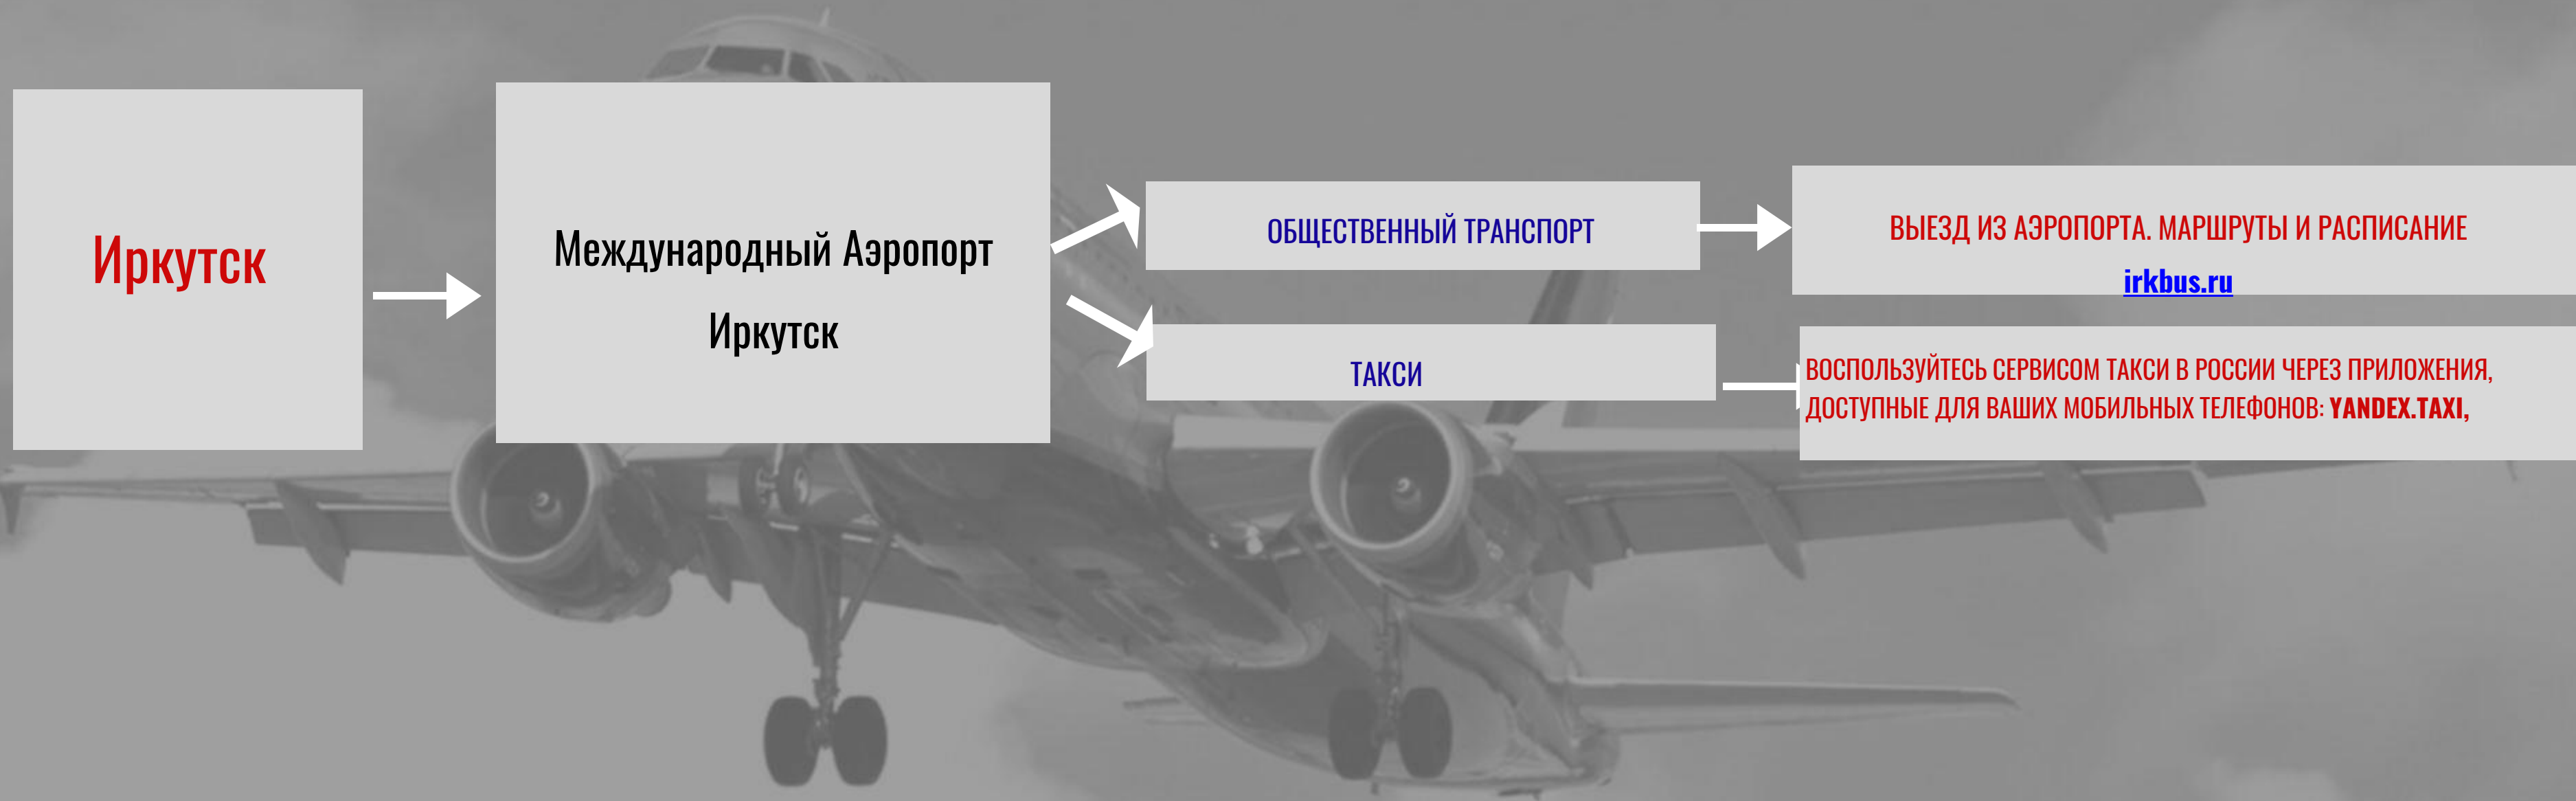 Иркутск
Международный Аэропорт
Иркутск
ОБЩЕСТВЕННЫЙ ТРАНСПОРТ
ВЫЕЗД ИЗ АЭРОПОРТА. МАРШРУТЫ И РАСПИСАНИЕ
irkbus.ru
ТАКСИ
ВОСПОЛЬЗУЙТЕСЬ СЕРВИСОМ ТАКСИ В РОССИИ ЧЕРЕЗ ПРИЛОЖЕНИЯ,
ДОСТУПНЫЕ ДЛЯ ВАШИХ МОБИЛЬНЫХ ТЕЛЕФОНОВ: YANDEX.TAXI,